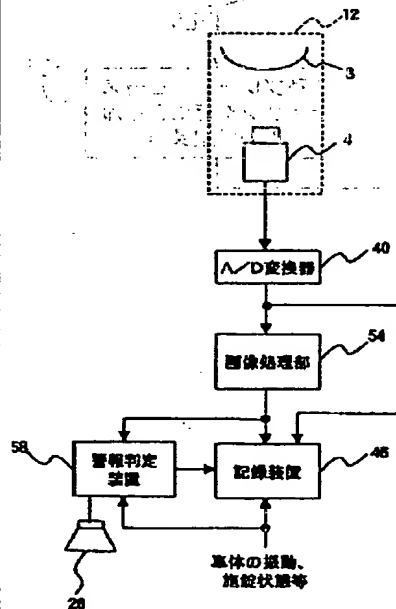 12
3
4
A/D変換器
40
画像処理部
54
58
警報判定
装置
記録装置
46
26
車体の振動、
施錠状態等